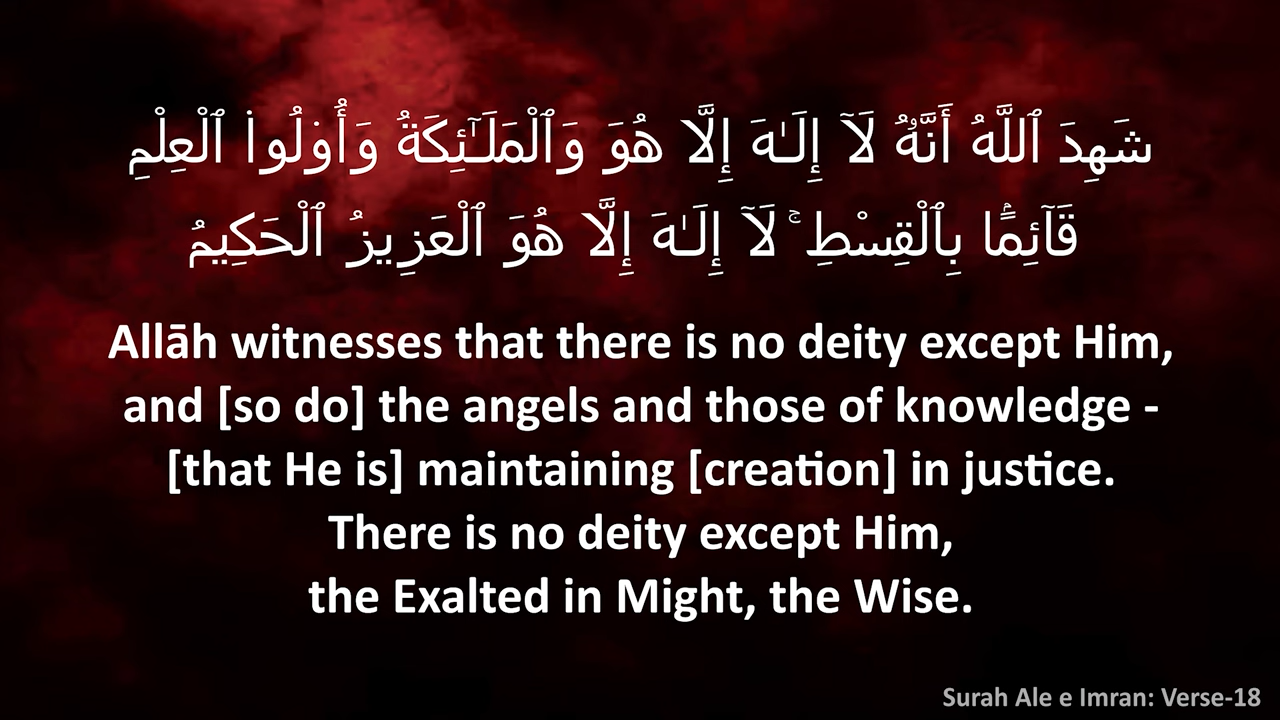 شَهِدَ ٱللَّهُ أَنَّهُۥ لَآ إِلَـٰهَ إِلَّا هُوَ وَٱلْمَلَـٰٓئِكَةُ وَأُو۟لُوا۟ ٱلْعِلْمِ
قَآئِمًۢا بِٱلْقِسْطِ ۚ لَآ إِلَـٰهَ إِلَّا هُوَ ٱلْعَزِيزُ ٱلْحَكِيمُ
Allāh witnesses that there is no deity except Him,
and [so do] the angels and those of knowledge -
[that He is] maintaining [creation] in justice.
There is no deity except Him,
the Exalted in Might, the Wise.
Surah Ale e Imran: Verse-18